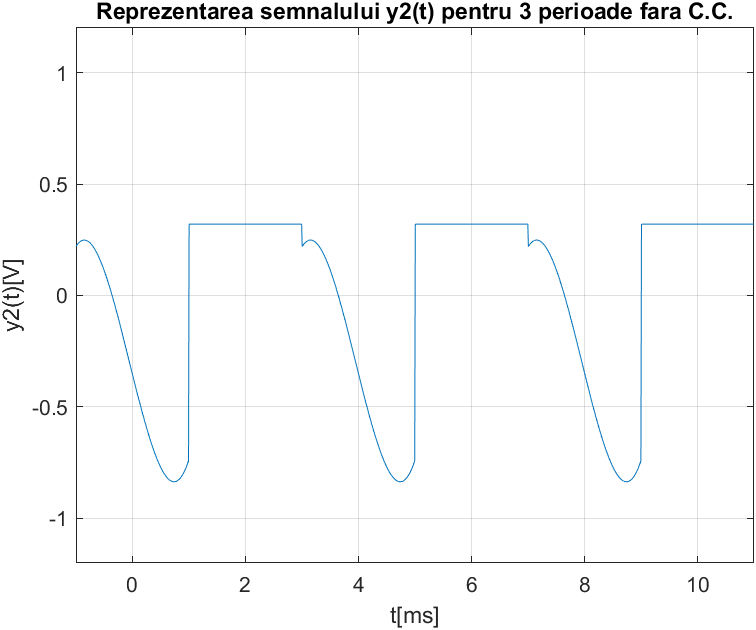 Reprezentarea semnalului y2(t) pentru 3 perioade fara C.C.
1
0.5
0
-0.5
-1
y2(t)[V]
0 2 4 6 8 10
t[ms]